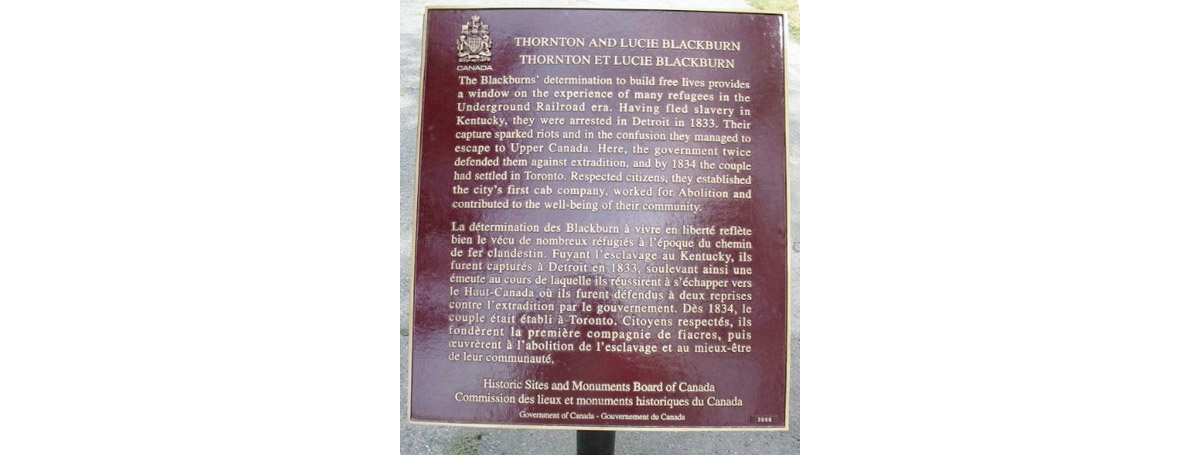 CANADA
THORNTON AND LUCIE BLACKBURN
THORNTON ET LUCIE BLACKBURN
The Blackburns' determination to build free lives provides
a window on the experience of many refugees in the
Underground Railroad era. Having fled slavery in
Kentucky, they were arrested in Detroit in 1833. Their
capture sparked riots and in the confusion they managed to
escape to Upper Canada. Here, the government twice
defended them against extradition, and by 1834 the couple
had settled in Toronto. Respected citizens, they established
the city's first cab company, worked for Abolition and
contributed to the well-being of their community.
La détermination des Blackburn à vivre en liberté reflète
bien le vécu de nombreux réfugiés à l'époque du chemin
de fer clandestin. Fuyant l'esclavage au Kentucky, ils
furent capturés à Detroit en 1833, soulevant ainsi une
émeute au cours de laquelle ils réussirent à s'échapper vers
le Haut-Canada où ils furent défendus à deux reprises
contre l'extradition par le gouvernement. Dès 1834, le
couple était établi à Toronto. Citoyens respectés, ils
fondèrent la première compagnie de fiacres, puis
œuvrèrent à l'abolition de l'esclavage et au mieux-être
de leur communauté.
Historic Sites and Monuments Board of Canada
Commission des lieux et monuments historiques du Canada
Government of Canada - Gouvernement du Canada